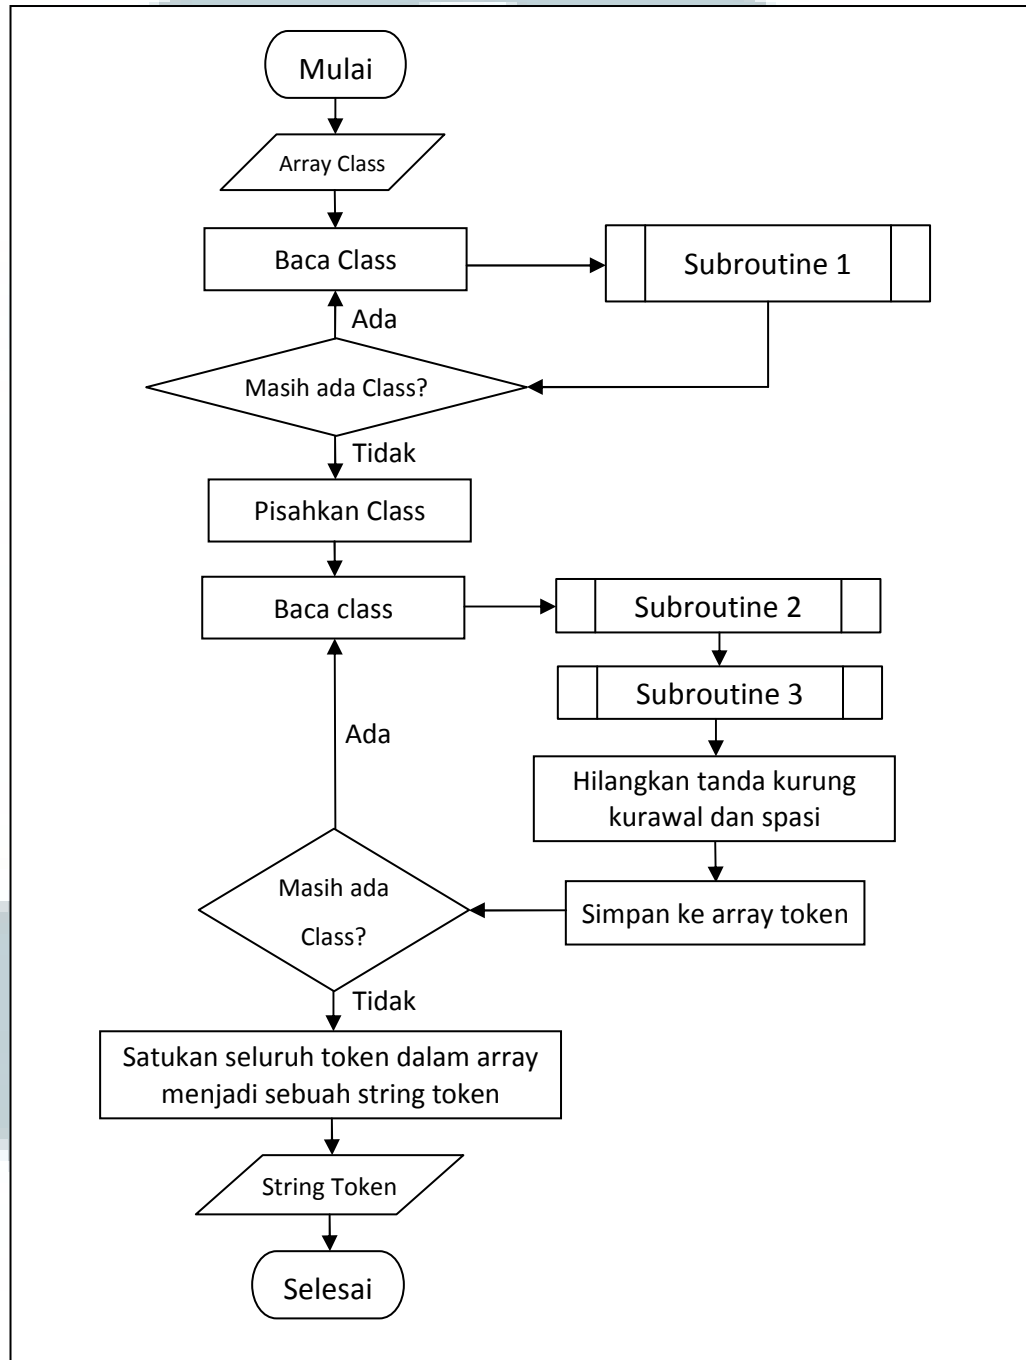 Mulai
Array Class
Baca Class
Subroutine 1
Ada
Masih ada Class?
Tidak
Pisahkan Class
Baca class
Subroutine 2
Subroutine 3
Ada
Hilangkan tanda kurung
kurawal dan spasi
Masih ada
Class?
Simpan ke array token
Tidak
Satukan seluruh token dalam array
menjadi sebuah string token
String Token
Selesai